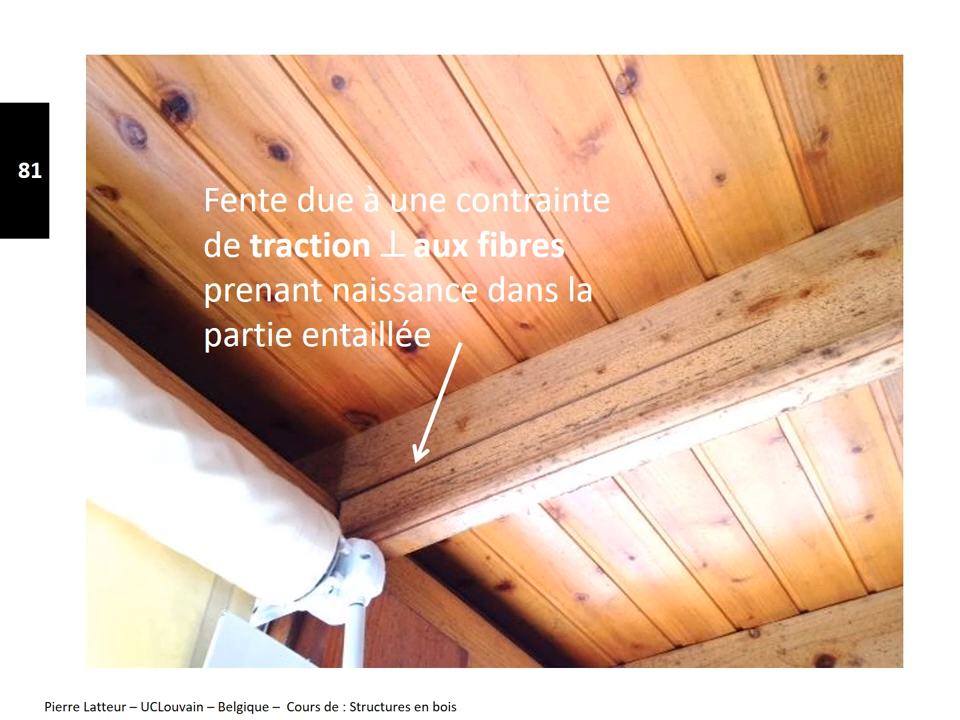 81
Fente due à une contrainte
de traction ⊥ aux fibres
prenant naissance dans la
partie entaillée
Pierre Latteur – UCLouvain – Belgique – Cours de : Structures en bois